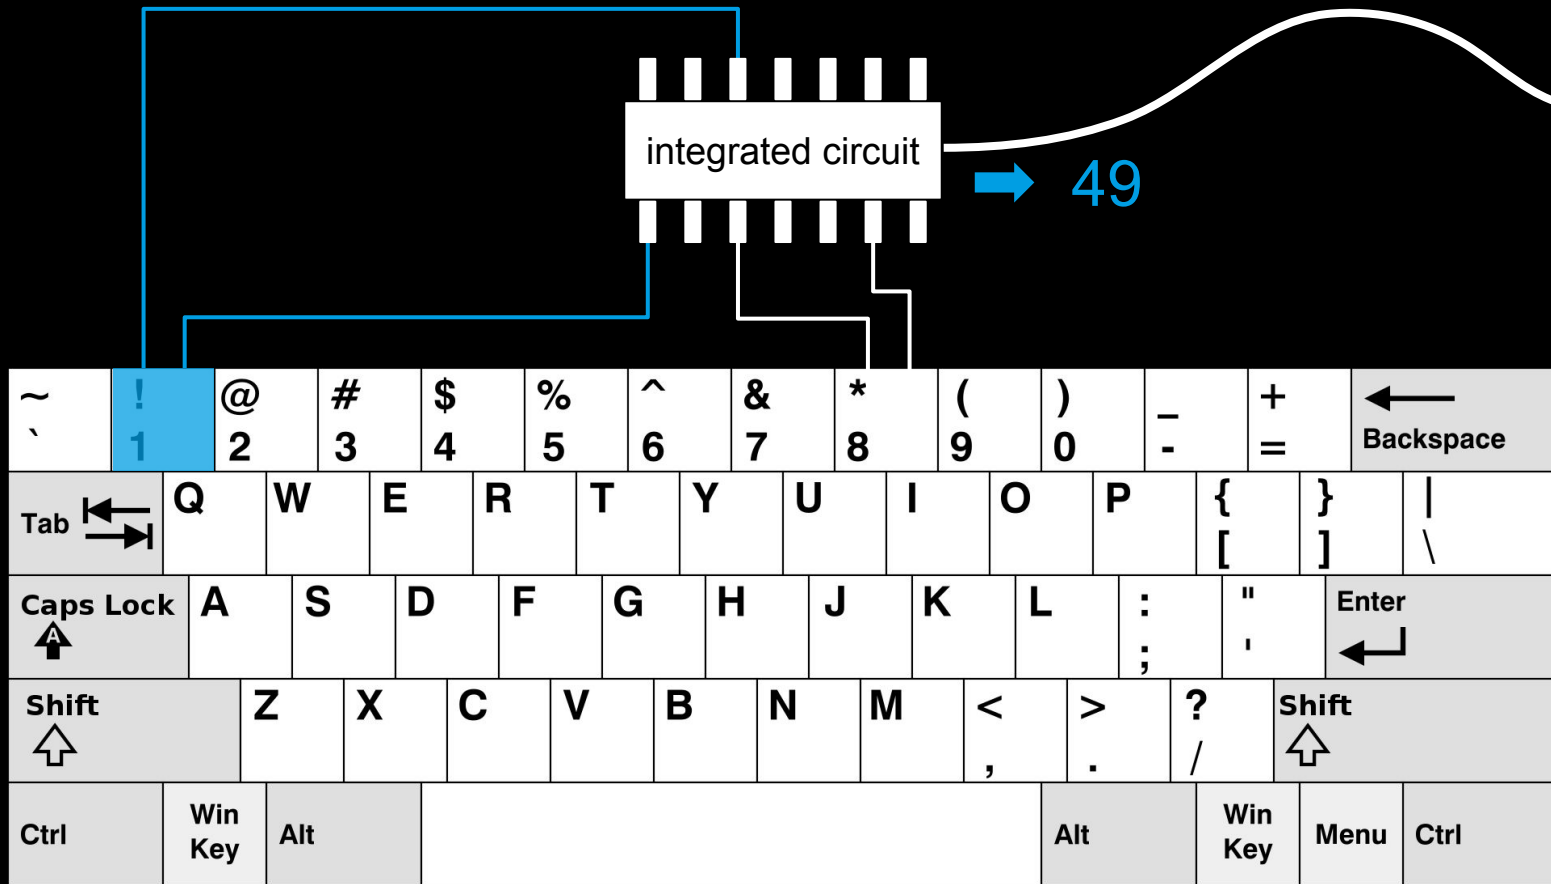 integrated circuit
49
~ ! @ # $ % ^ & * ( ) _ +
` 1 2 3 4 5 6 7 8 9 0 - = Backspace
Tab Q W E R T Y U I O P { } |
[ ] \
Caps Lock A S D F G H J K L : " Enter
A ; '
Shift Z X C V B N M < > ? Shift
, . /
Ctrl Win Key Alt Alt Win Key Menu Ctrl